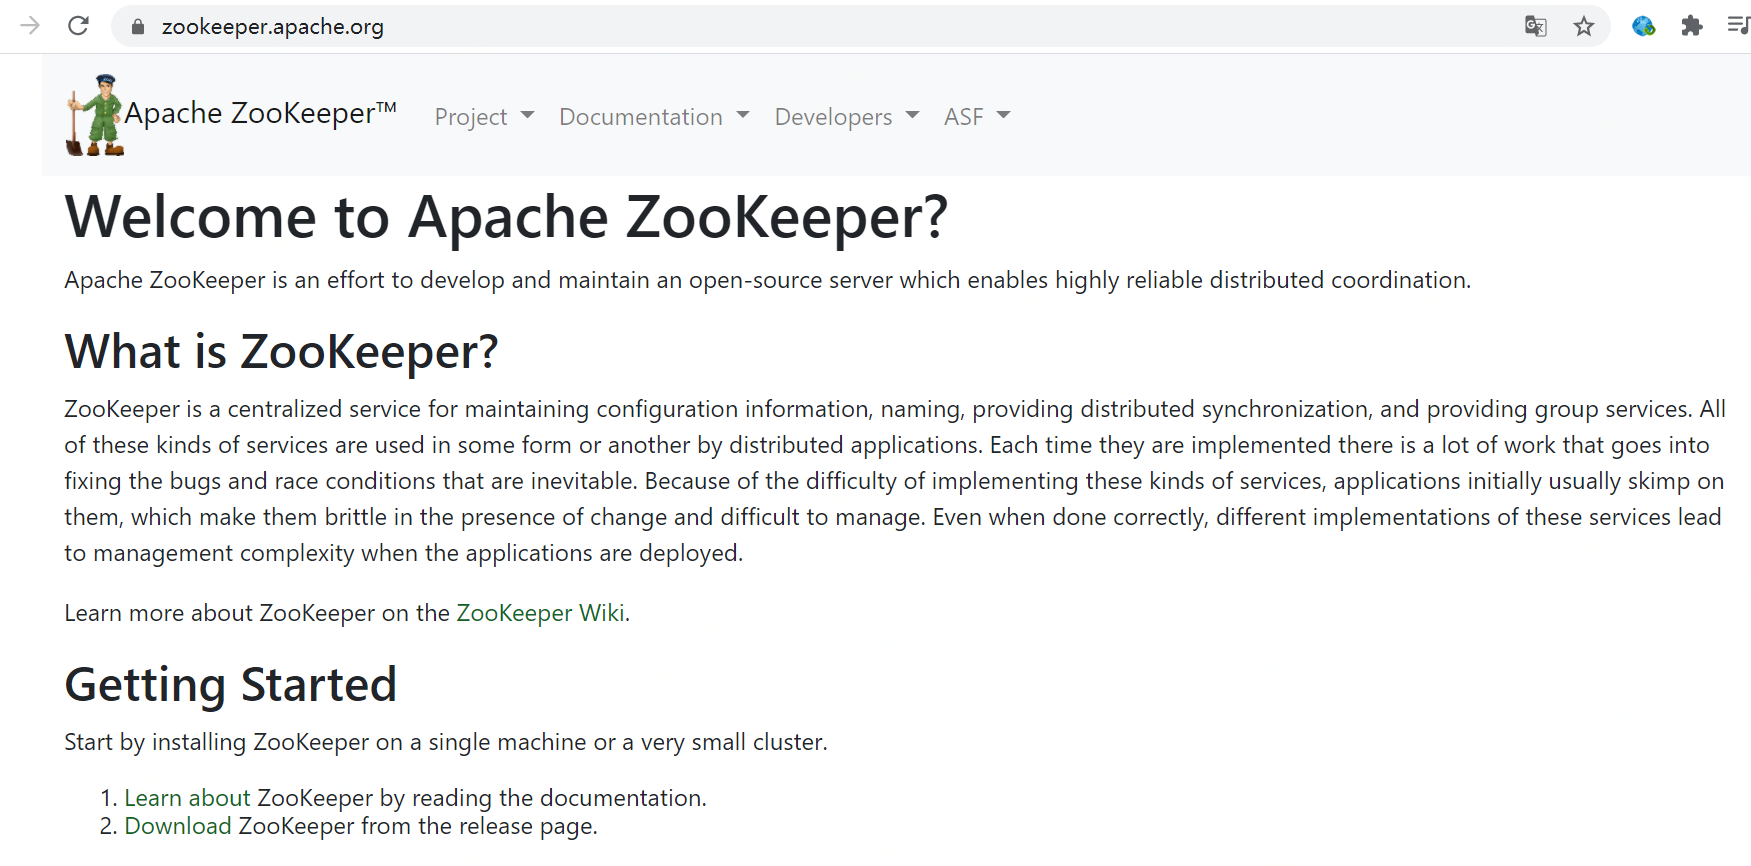 zookeeper.apache.org
Apache ZooKeeper™ Project Documentation Developers ASF
Welcome to Apache ZooKeeper?
Apache ZooKeeper is an effort to develop and maintain an open-source server which enables highly reliable distributed coordination.
What is ZooKeeper?
ZooKeeper is a centralized service for maintaining configuration information, naming, providing distributed synchronization, and providing group services. All
of these kinds of services are used in some form or another by distributed applications. Each time they are implemented there is a lot of work that goes into
fixing the bugs and race conditions that are inevitable. Because of the difficulty of implementing these kinds of services, applications initially usually skimp on
them, which make them brittle in the presence of change and difficult to manage. Even when done correctly, different implementations of these services lead
to management complexity when the applications are deployed.
Learn more about ZooKeeper on the ZooKeeper Wiki.
Getting Started
Start by installing ZooKeeper on a single machine or a very small cluster.
1. Learn about ZooKeeper by reading the documentation.
2. Download ZooKeeper from the release page.